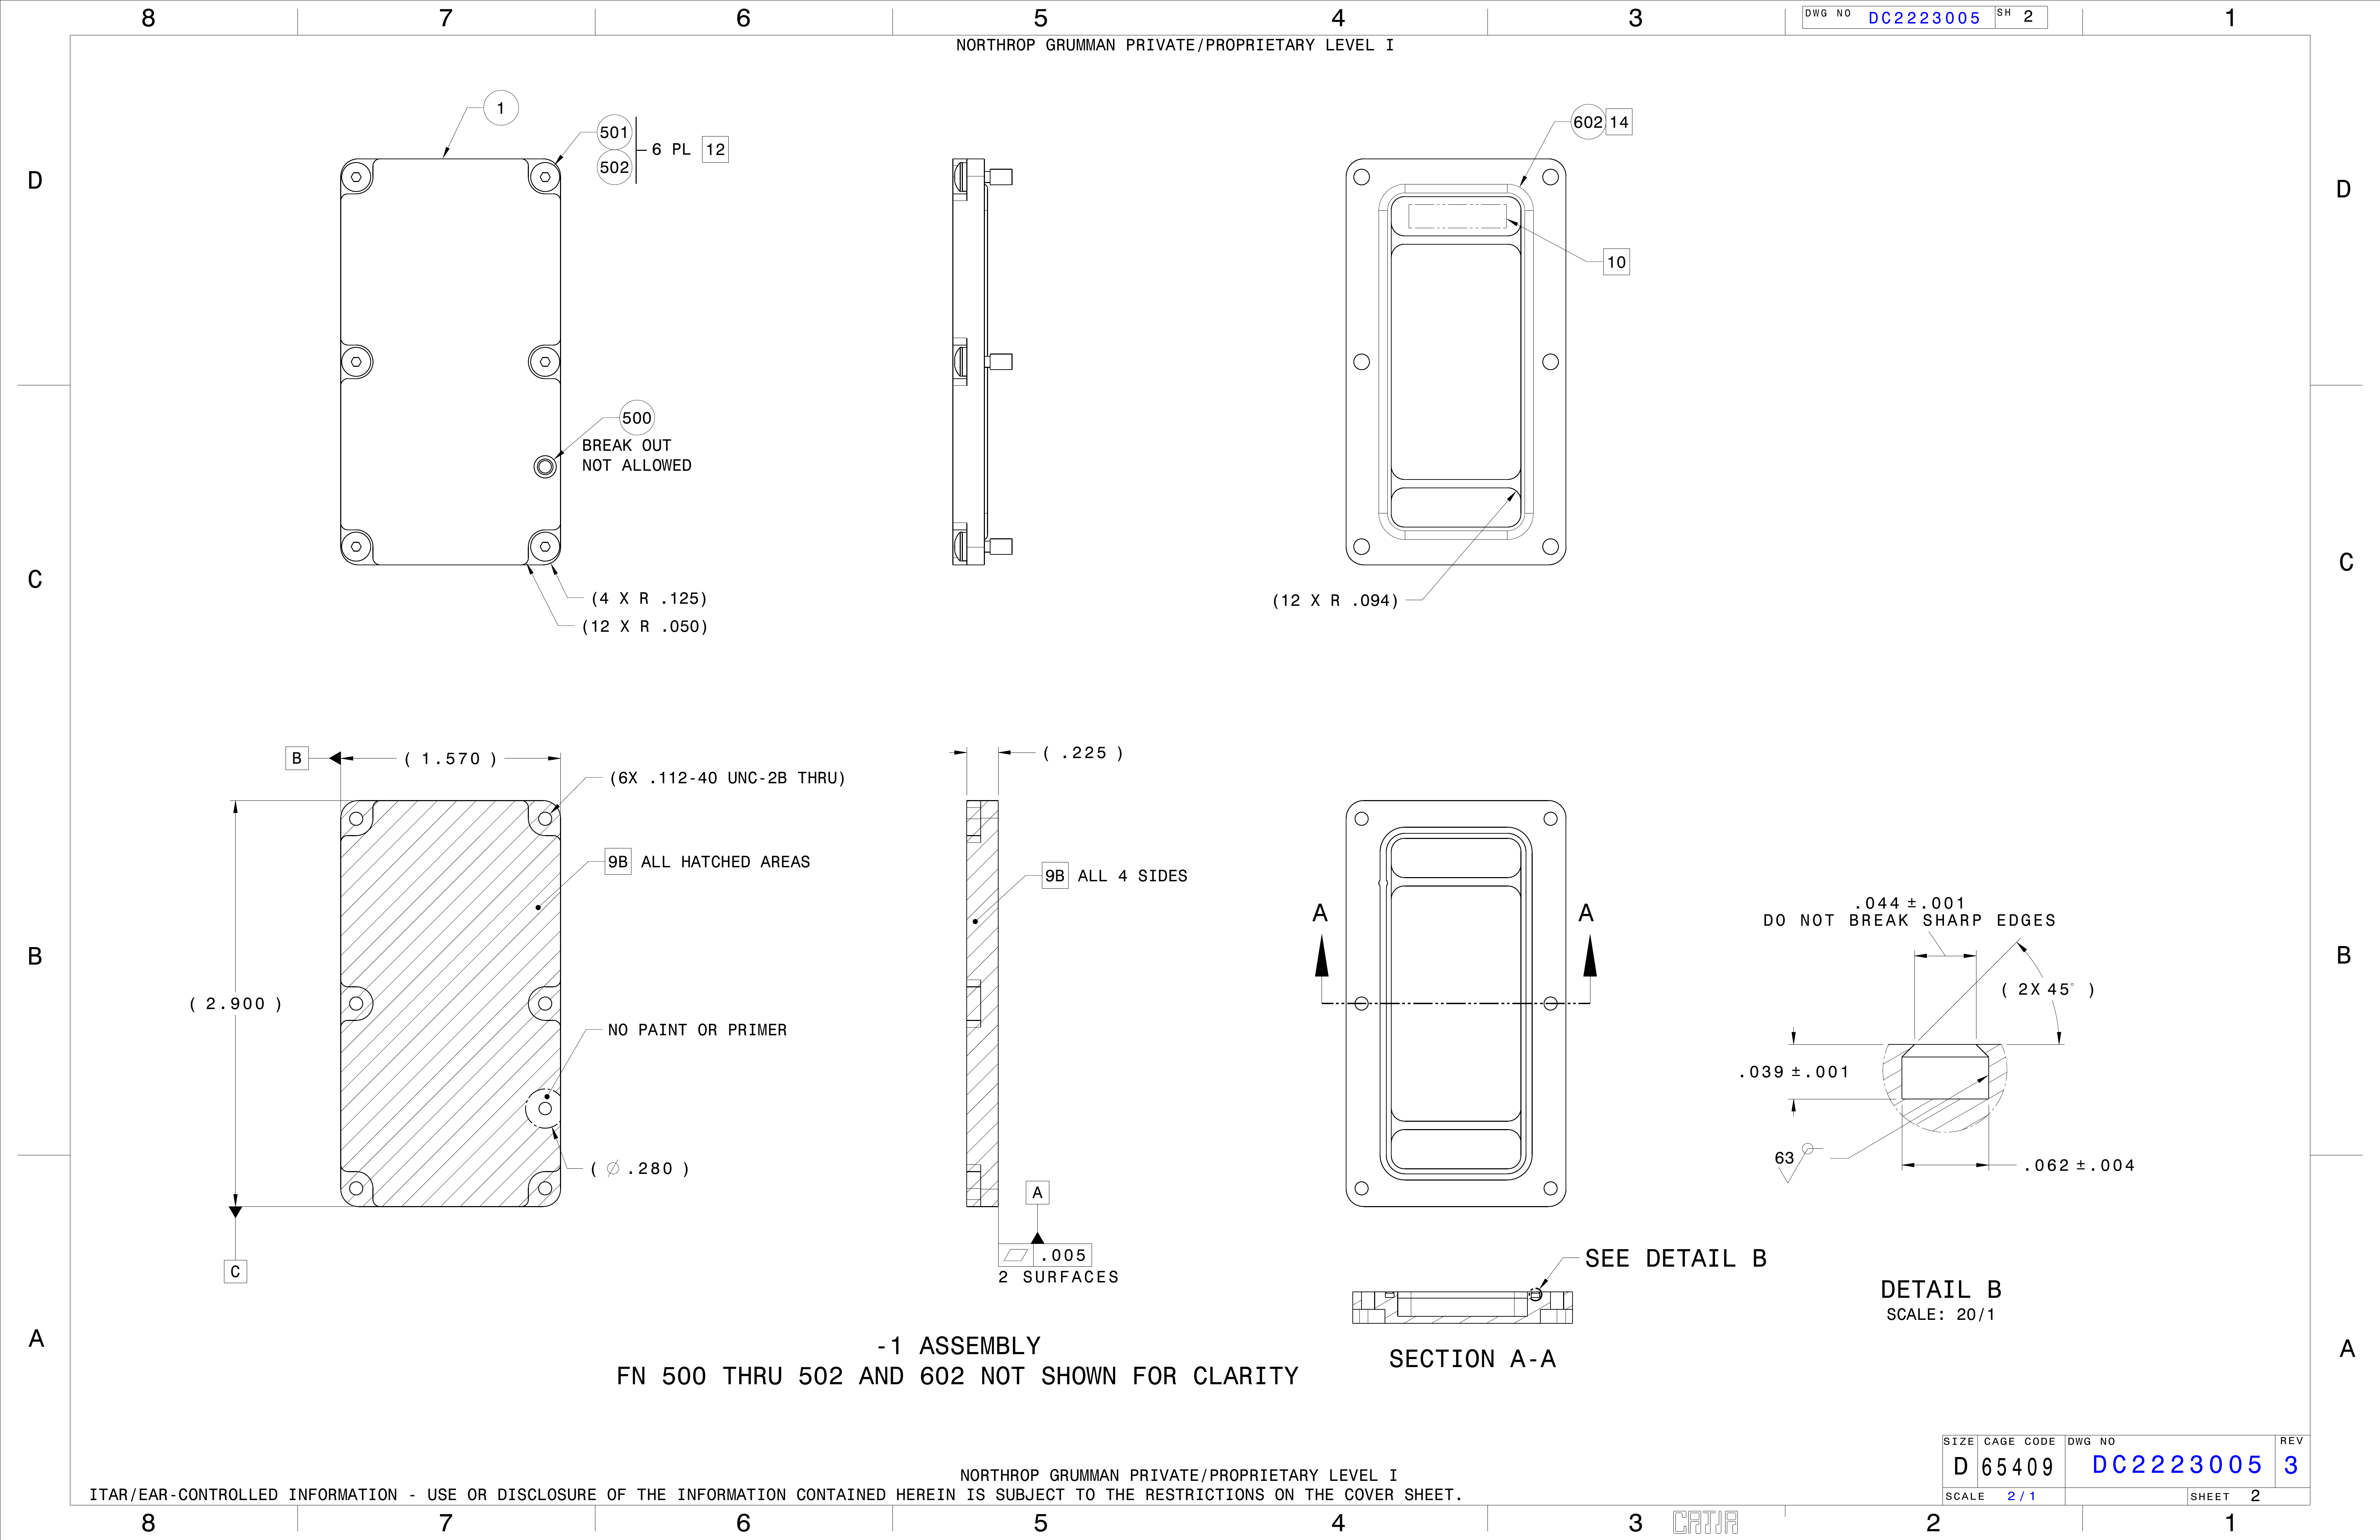 8 7 6 5 4 3 1
DWG NO DC2223005 SH 2
NORTHROP GRUMMAN PRIVATE/PROPRIETARY LEVEL I
1
501
502
6 PL 12
602 14
D
D
10
500
BREAK OUT
NOT ALLOWED
C
C
(4 X R .125)
(12 X R .050)
(12 X R .094)
B
( 1.570 )
(6X .112-40 UNC-2B THRU)
( .225 )
9B ALL HATCHED AREAS
9B ALL 4 SIDES
A
A
.044 ±.001
DO NOT BREAK SHARP EDGES
B
B
( 2X 45° )
( 2.900 )
NO PAINT OR PRIMER
.039 ±.001
63
.062 ±.004
( ∅ .280 )
A
.005
2 SURFACES
C
SEE DETAIL B
DETAIL B
SCALE: 20/1
A
A
-1 ASSEMBLY
FN 500 THRU 502 AND 602 NOT SHOWN FOR CLARITY
SECTION A-A
SIZE CAGE CODE DWG NO REV
D 65409 DC2223005 3
SCALE 2/1 SHEET 2
NORTHROP GRUMMAN PRIVATE/PROPRIETARY LEVEL I
ITAR/EAR-CONTROLLED INFORMATION - USE OR DISCLOSURE OF THE INFORMATION CONTAINED HEREIN IS SUBJECT TO THE RESTRICTIONS ON THE COVER SHEET.
8 7 6 5 4 3 CATIA 2 1